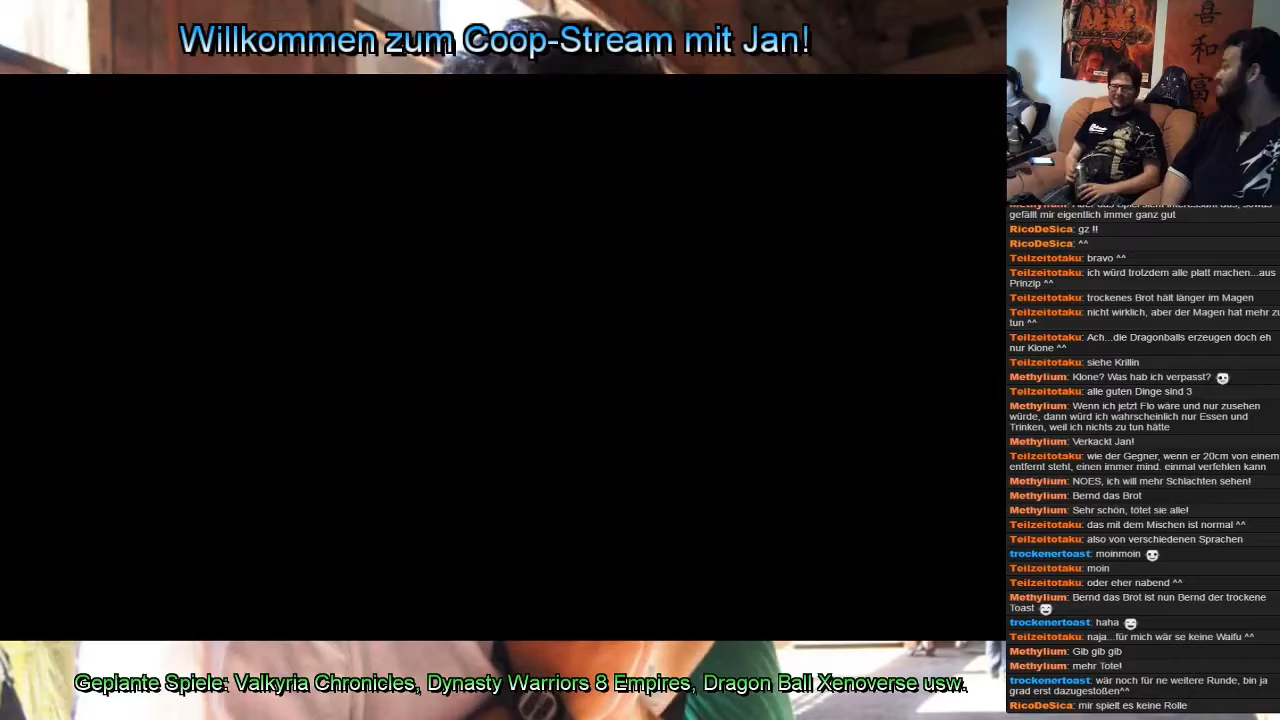 Willkommen zum Coop-Stream mit Jan!
gefällt mir eigentlich immer ganz gut
RicoDeSica: gz !!
RicoDeSica: ^^
Teilzeitotaku: bravo ^^
Teilzeitotaku: ich würd trotzdem alle platt machen...aus
Prinzip ^^
Teilzeitotaku: trockenes Brot hält länger im Magen
Teilzeitotaku: nicht wirklich, aber der Magen hat mehr zu
tun ^^
Teilzeitotaku: Ach...die Dragonballs erzeugen doch eh
nur Klone ^^
Teilzeitotaku: siehe Krillin
Methylium: Klone? Was hab ich verpasst?
Teilzeitotaku: alle guten Dinge sind 3
Methylium: Wenn ich jetzt Flo wäre und nur zusehen
würde, dann würd ich wahrscheinlich nur Essen und
Trinken, weil ich nichts zu tun hätte
Methylium: Verkackt Jan!
Teilzeitotaku: wie der Gegner, wenn er 20cm von einem
entfernt steht, einen immer mind. einmal verfehlen kann
Methylium: NOES, ich will mehr Schlachten sehen!
Methylium: Bernd das Brot
Methylium: Sehr schön, tötet sie alle!
Teilzeitotaku: das mit dem Mischen ist normal ^^
Teilzeitotaku: also von verschiedenen Sprachen
trockenertoast: moinmoin
Teilzeitotaku: moin
Teilzeitotaku: oder eher nabend ^^
Methylium: Bernd das Brot ist nun Bernd der trockene
Toast
trockenertoast: haha
Teilzeitotaku: naja...für mich wär se keine Waifu ^^
Methylium: Gib gib gib
Methylium: mehr Tote!
trockenertoast: wär noch für ne weitere Runde, bin ja
grad erst dazugestoßen^^
RicoDeSica: mir spielt es keine Rolle
Geplante Spiele: Valkyria Chronicles, Dynasty Warriors 8 Empires, Dragon Ball Xenoverse usw.
喜
和
富